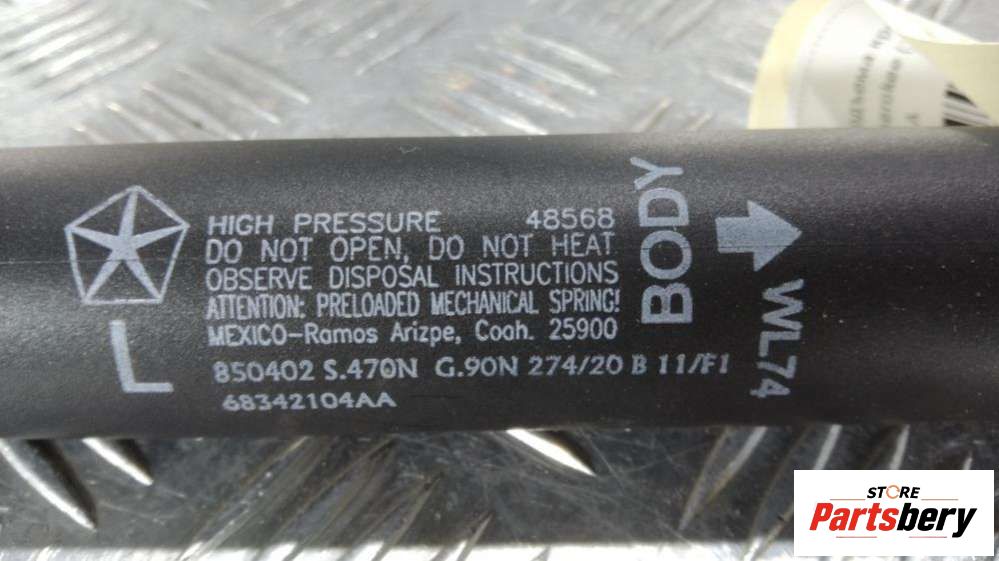 HIGH PRESSURE 48568
DO NOT OPEN, DO NOT HEAT
OBSERVE DISPOSAL INSTRUCTIONS
ATTENTION: PRELOADED MECHANICAL SPRING!
MEXICO-Ramos Arizpe, Coah. 25900
850402 S.470N G.90N 274/20 B 11/F1
68342104AA
L
BODY
WL74
STORE
Partsbery